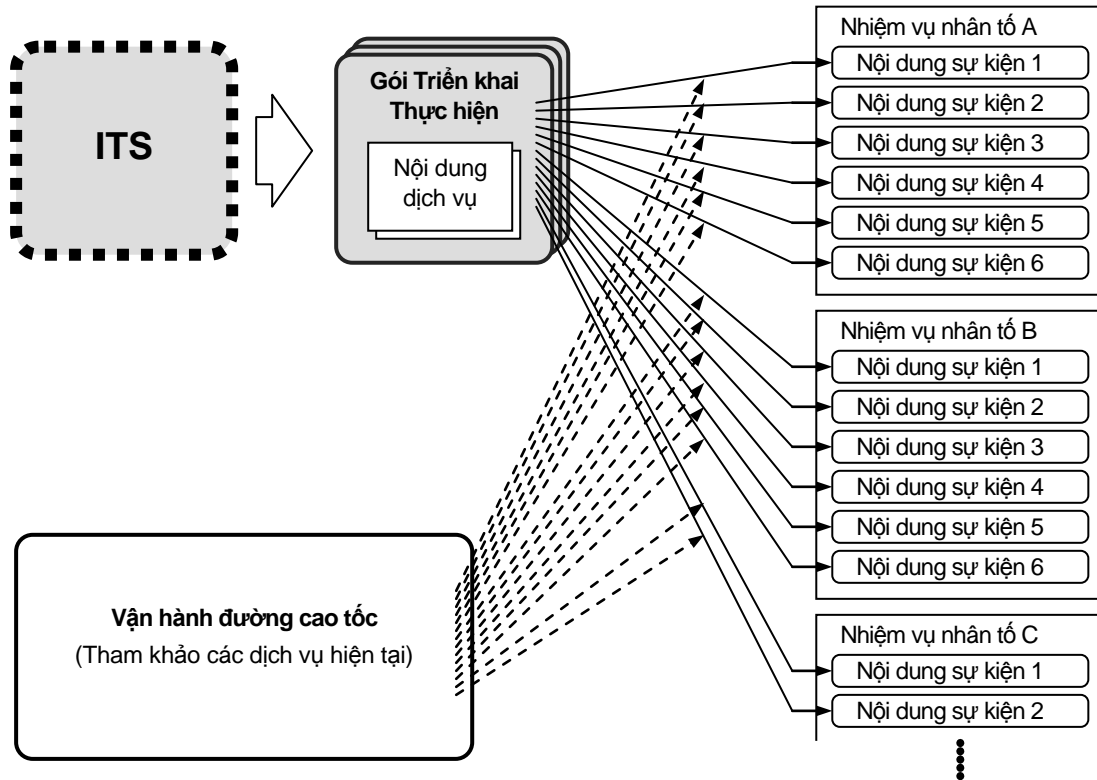 ITS
Gói Triển khai
Thực hiện
Nội dung
dịch vụ
Nhiệm vụ nhân tố A
Nội dung sự kiện 1
Nội dung sự kiện 2
Nội dung sự kiện 3
Nội dung sự kiện 4
Nội dung sự kiện 5
Nội dung sự kiện 6
Nhiệm vụ nhân tố B
Nội dung sự kiện 1
Nội dung sự kiện 2
Nội dung sự kiện 3
Nội dung sự kiện 4
Nội dung sự kiện 5
Nội dung sự kiện 6
Vận hành đường cao tốc
(Tham khảo các dịch vụ hiện tại)
Nhiệm vụ nhân tố C
Nội dung sự kiện 1
Nội dung sự kiện 2